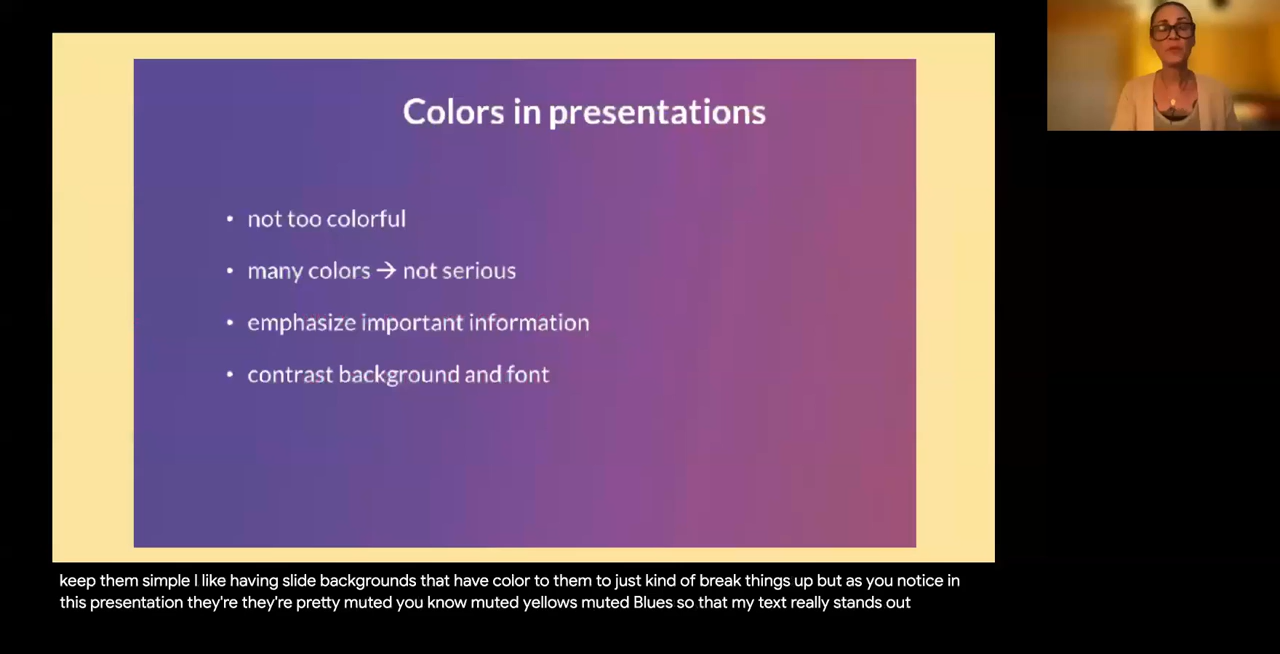 Colors in presentations
• not too colorful
• many colors → not serious
• emphasize important information
• contrast background and font
keep them simple I like having slide backgrounds that have color to them to just kind of break things up but as you notice in
this presentation they're they're pretty muted you know muted yellows muted Blues so that my text really stands out